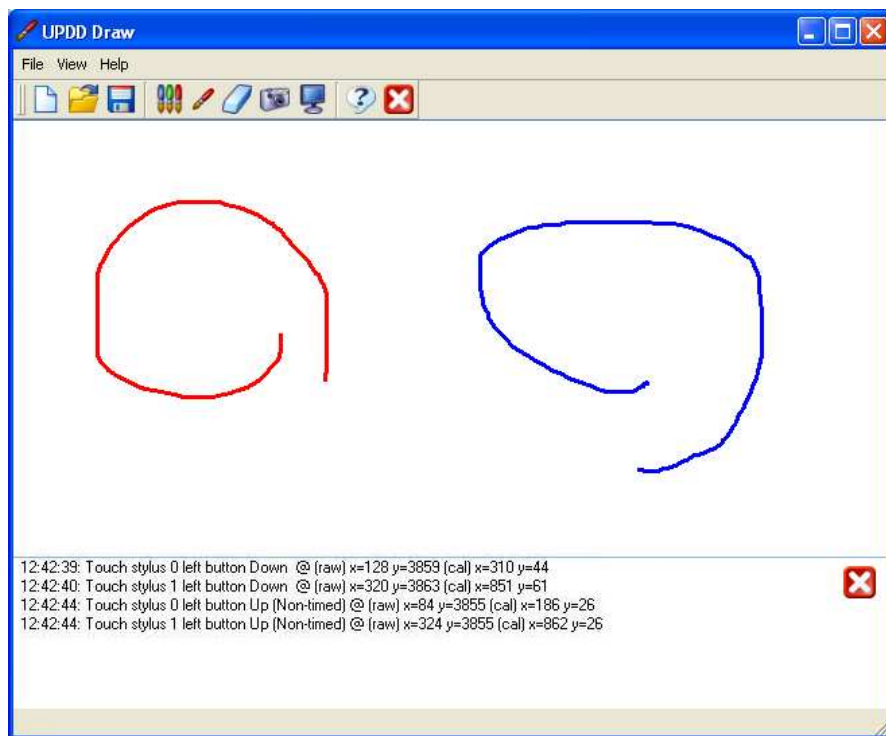 UPDD Draw
File View Help
12:42:39: Touch stylus 0 left button Down @ (raw) x=128 y=3859 (cal) x=310 y=44
12:42:40: Touch stylus 1 left button Down @ (raw) x=320 y=3863 (cal) x=851 y=61
12:42:44: Touch stylus 0 left button Up (Non-timed) @ (raw) x=84 y=3855 (cal) x=186 y=26
12:42:44: Touch stylus 1 left button Up (Non-timed) @ (raw) x=324 y=3855 (cal) x=862 y=26